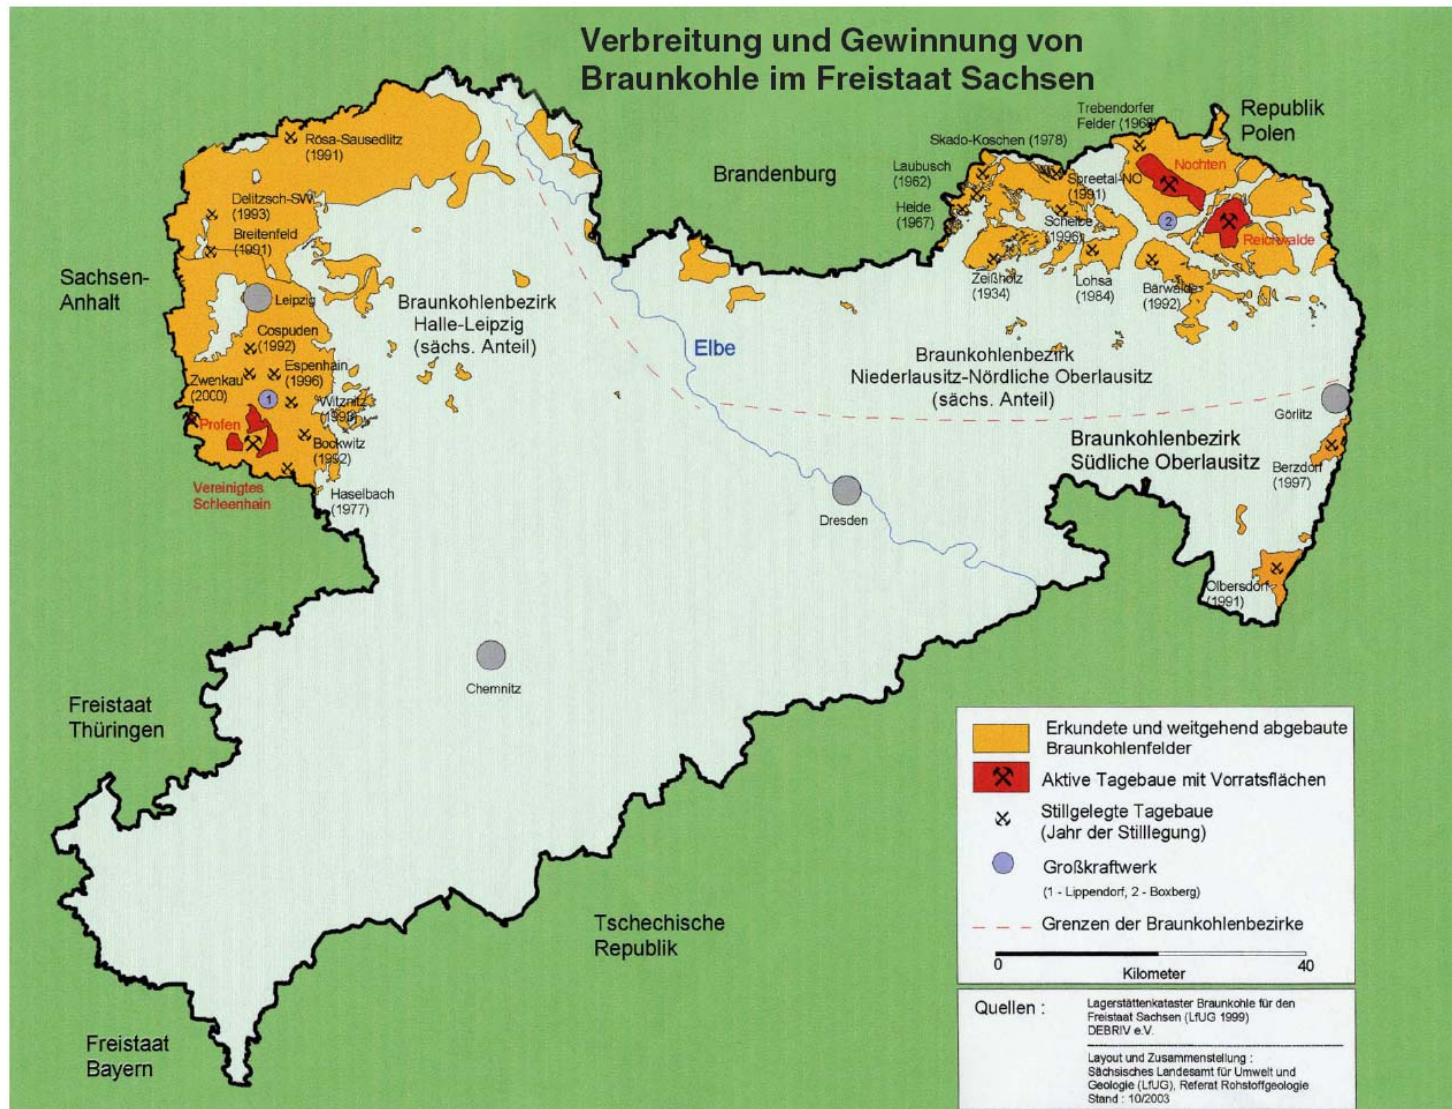 Verbreitung und Gewinnung von
Braunkohle im Freistaat Sachsen
Republik
Polen
Trebendorfer
Felder (1968)
Skado-Koschen (1978)
Rösa-Sausedlitz
(1991)
Brandenburg
Laubusch
(1962)
Spreetal-NO
(1991)
Nochten
Delitzsch-SW
(1993)
Heide
(1967)
Scheibe
(1996)
2
Breitenfeld
(1991)
Reichwalde
Sachsen-
Anhalt
Zeißholz
(1934)
Lohsa
(1984)
Bärwalde
(1992)
Leipzig
Braunkohlenbezirk
Halle-Leipzig
(sächs. Anteil)
Cospuden
(1992)
Elbe
Braunkohlenbezirk
Niederlausitz-Nördliche Oberlausitz
(sächs. Anteil)
Espenhain
(1996)
Zwenkau
(2000)
1
Witznitz
Profen
Görlitz
Bockwitz
(1992)
Braunkohlenbezirk
Südliche Oberlausitz
Berzdorf
(1997)
Vereinigtes
Schleenhain
Haselbach
(1977)
Dresden
Olbersdorf
(1991)
Chemnitz
Freistaat
Thüringen
Tschechische
Republik
Freistaat
Bayern
Erkundete und weitgehend abgebaute
Braunkohlenfelder
Aktive Tagebaue mit Vorratsflächen
Stillgelegte Tagebaue
(Jahr der Stilllegung)
Großkraftwerk
(1 - Lippendorf, 2 - Boxberg)
Grenzen der Braunkohlenbezirke
0 40
Kilometer
Quellen :
Lagerstättenkataster Braunkohle für den
Freistaat Sachsen (LfUG 1999)
DEBRIV e.V.
Layout und Zusammenstellung :
Sächsisches Landesamt für Umwelt und
Geologie (LfUG), Referat Rohstoffgeologie
Stand : 10/2003